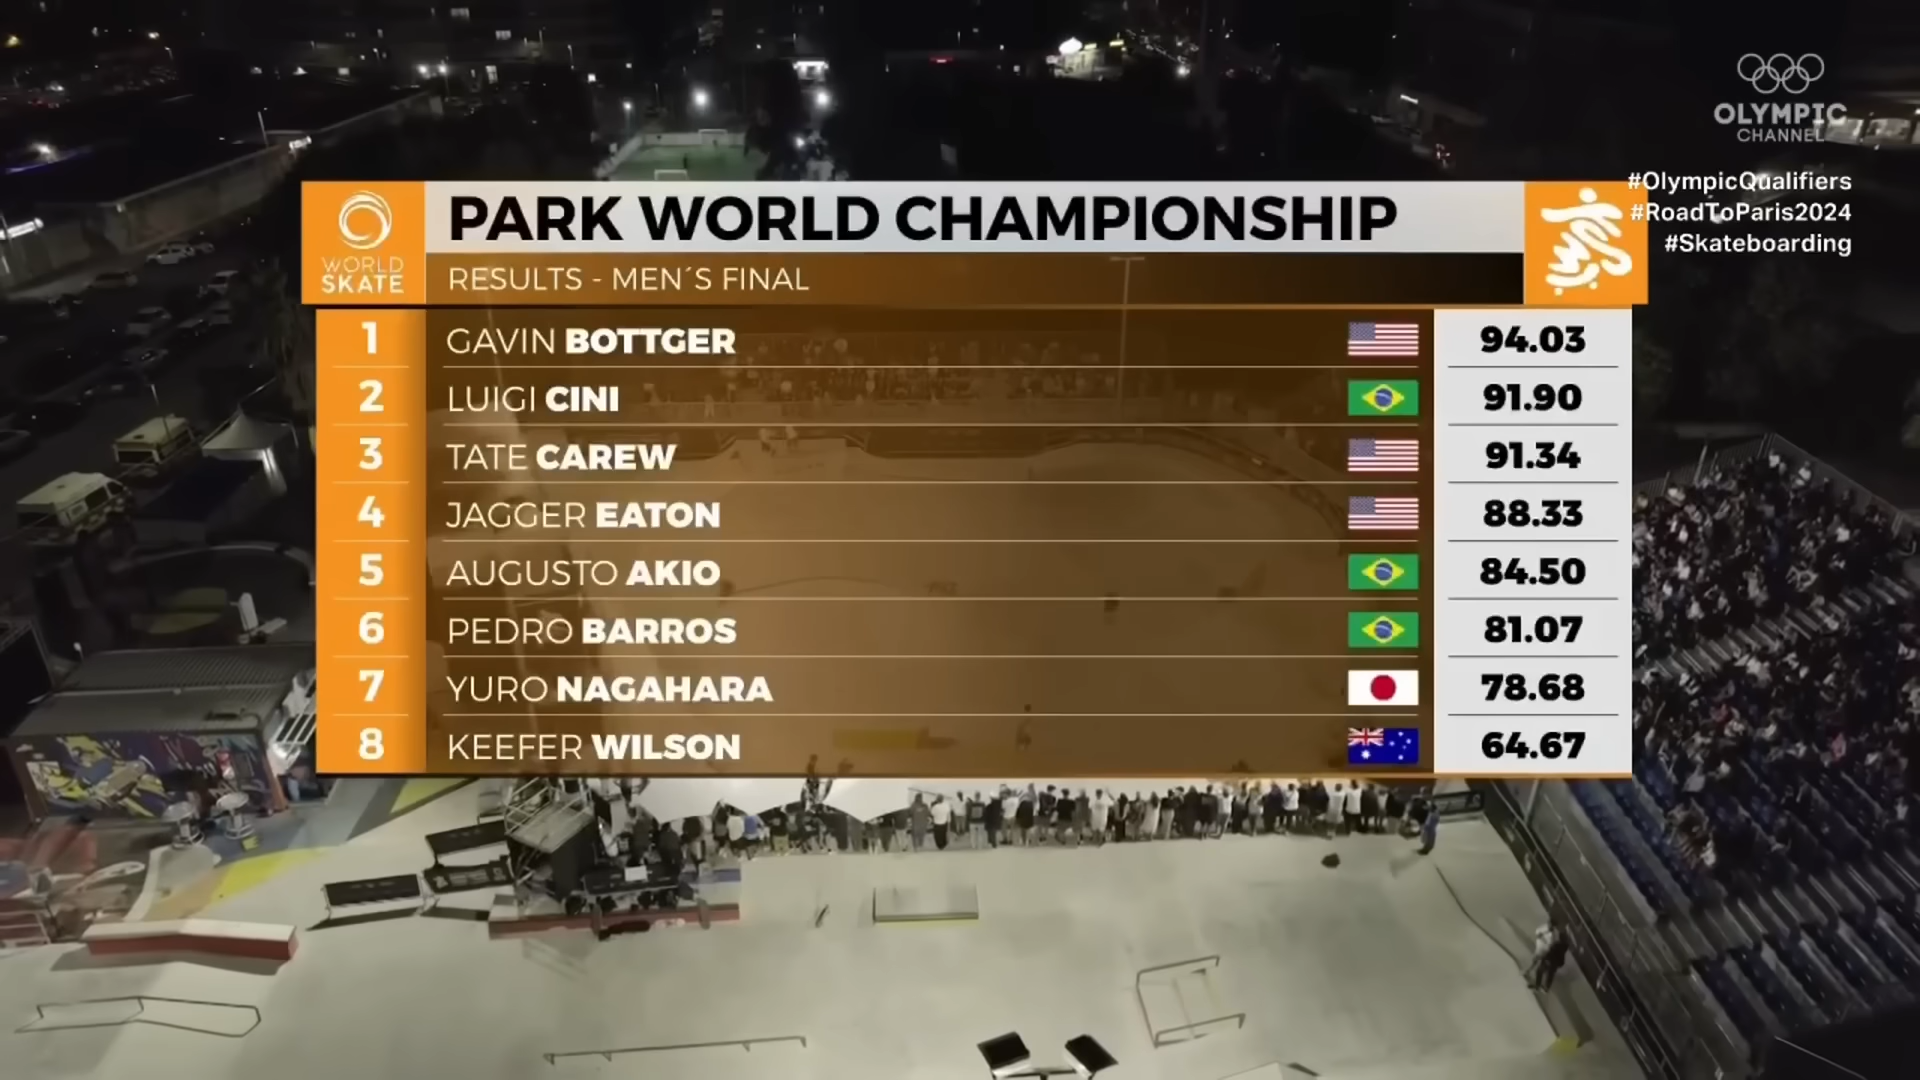 OLYMPIC
CHANNEL
#OlympicQualifiers
#RoadToParis2024
#Skateboarding
WORLD
SKATE
PARK WORLD CHAMPIONSHIP
RESULTS - MEN´S FINAL
1 GAVIN BOTTGER 94.03
2 LUIGI CINI 91.90
3 TATE CAREW 91.34
4 JAGGER EATON 88.33
5 AUGUSTO AKIO 84.50
6 PEDRO BARROS 81.07
7 YURO NAGAHARA 78.68
8 KEEFER WILSON 64.67